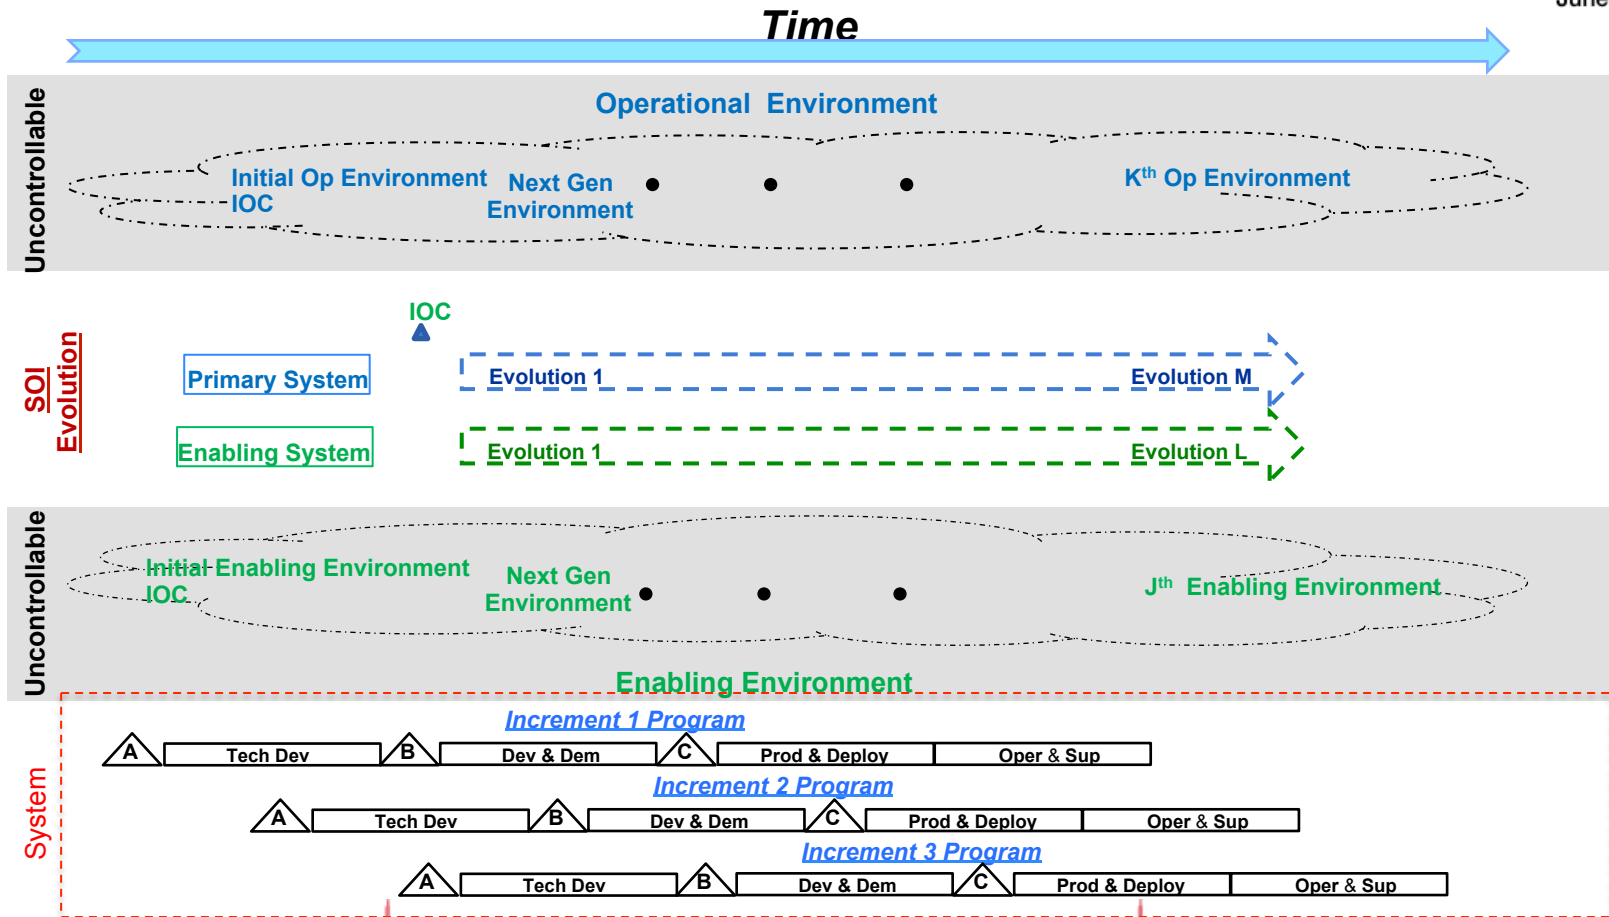 June
Time
Uncontrollable
Operational Environment
Initial Op Environment
IOC
Next Gen
Environment
Kth Op Environment
IOC
SOI
Evolution
Primary System
Evolution 1
Evolution M
Enabling System
Evolution 1
Evolution L
Uncontrollable
Initial Enabling Environment
IOC
Next Gen
Environment
Jth Enabling Environment
Enabling Environment
System
Increment 1 Program
A Tech Dev B Dev & Dem C Prod & Deploy Oper & Sup
Increment 2 Program
A Tech Dev B Dev & Dem C Prod & Deploy Oper & Sup
Increment 3 Program
A Tech Dev B Dev & Dem C Prod & Deploy Oper & Sup